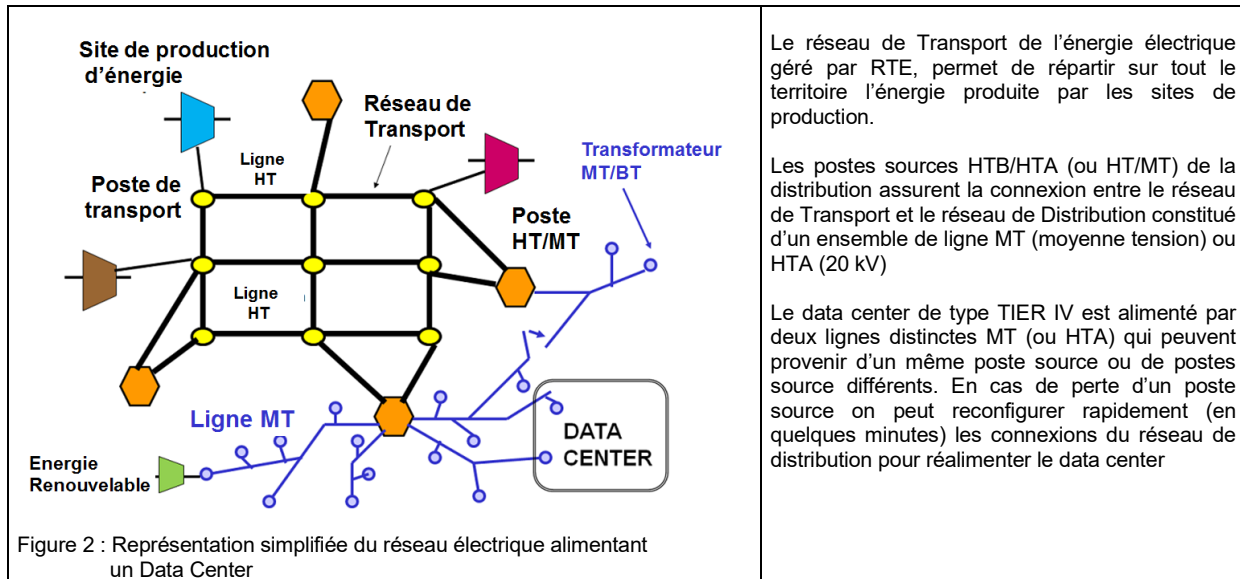 Site de production
d'énergie
Réseau de
Transport
Ligne
HT
Transformateur
MT/BT
Poste de
transport
Poste
HT/MT
Ligne
HT
Ligne MT
DATA
CENTER
Energie
Renouvelable
Figure 2 : Représentation simplifiée du réseau électrique alimentant
un Data Center
Le réseau de Transport de l'énergie électrique
géré par RTE, permet de répartir sur tout le
territoire l'énergie produite par les sites de
production.
Les postes sources HTB/HTA (ou HT/MT) de la
distribution assurent la connexion entre le réseau
de Transport et le réseau de Distribution constitué
d'un ensemble de ligne MT (moyenne tension) ou
HTA (20 kV)
Le data center de type TIER IV est alimenté par
deux lignes distinctes MT (ou HTA) qui peuvent
provenir d'un même poste source ou de postes
source différents. En cas de perte d'un poste
source on peut reconfigurer rapidement (en
quelques minutes) les connexions du réseau de
distribution pour réalimenter le data center